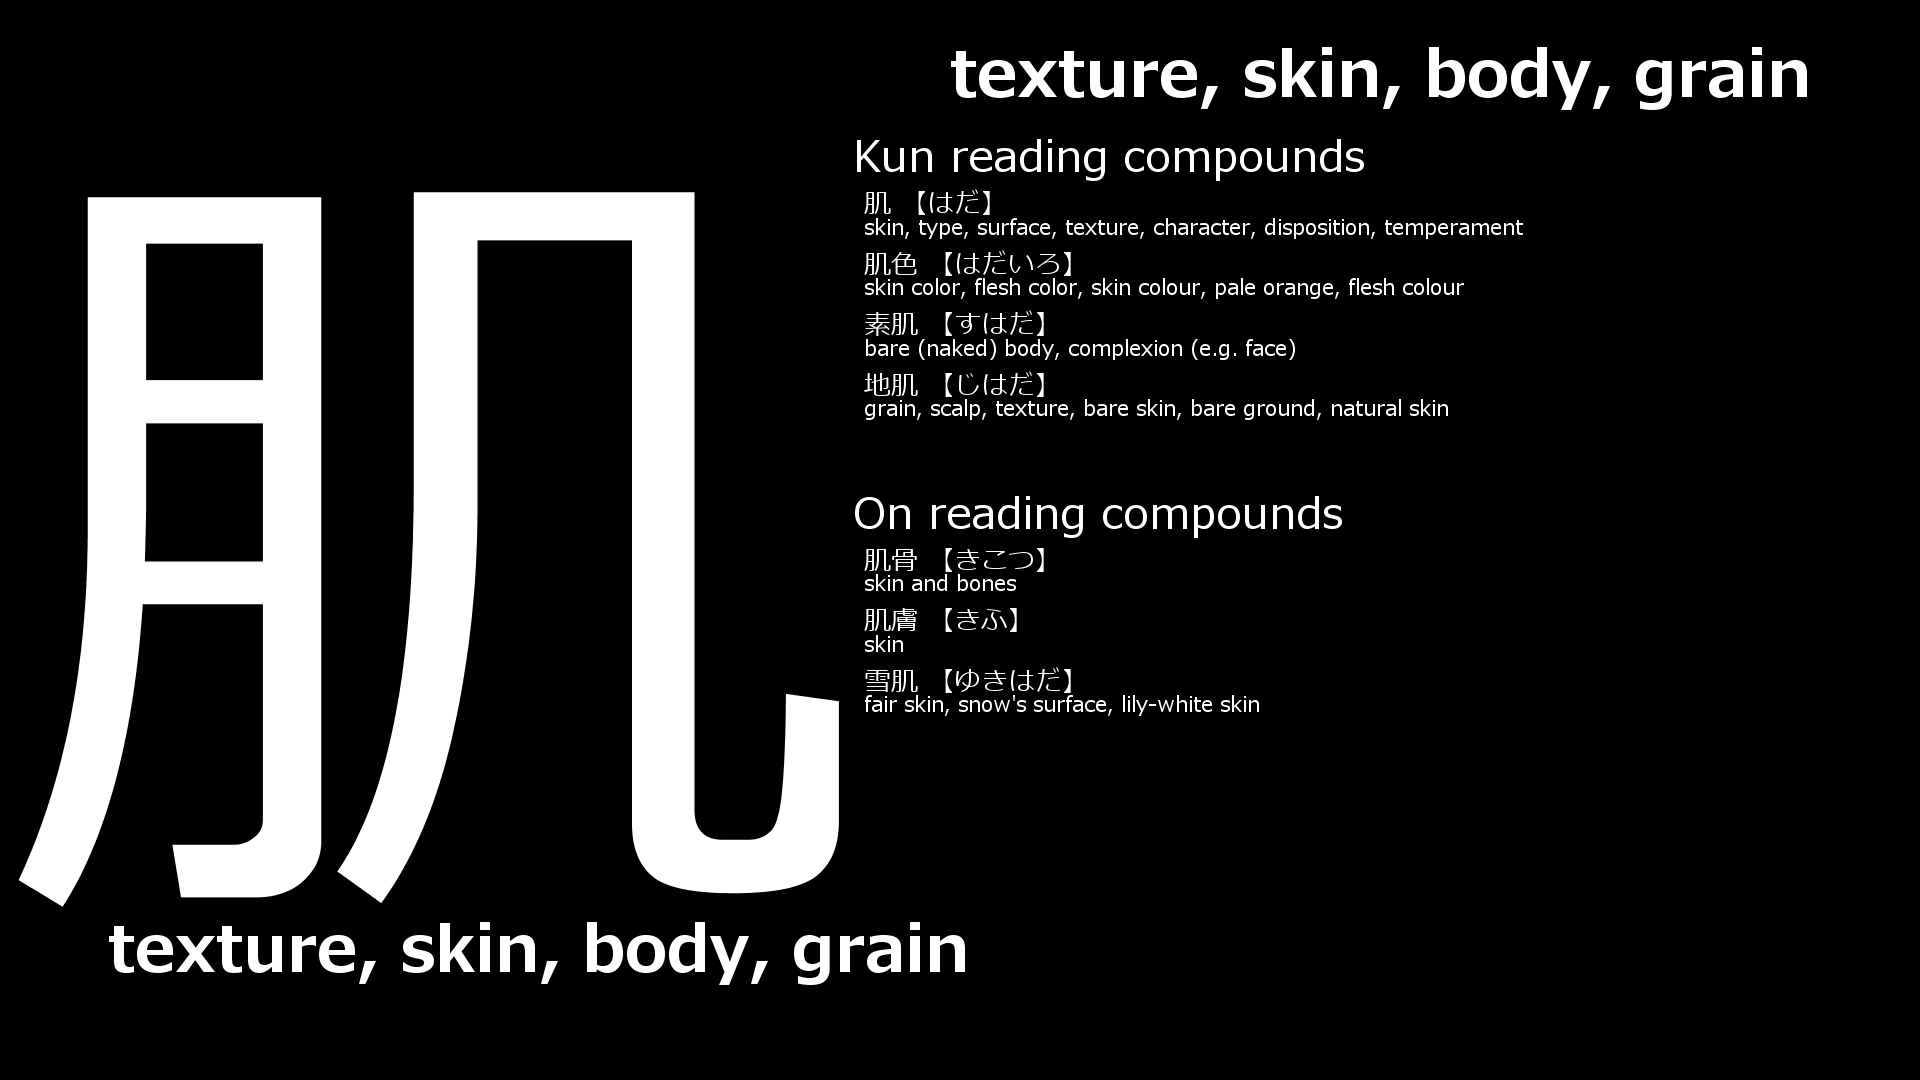 texture, skin, body, grain
肌
Kun reading compounds
肌 【はだ】
skin, type, surface, texture, character, disposition, temperament
肌色 【はだいろ】
skin color, flesh color, skin colour, pale orange, flesh colour
素肌 【すはだ】
bare (naked) body, complexion (e.g. face)
地肌 【じはだ】
grain, scalp, texture, bare skin, bare ground, natural skin
On reading compounds
肌骨 【きこつ】
skin and bones
肌膚 【きふ】
skin
雪肌 【ゆきはだ】
fair skin, snow's surface, lily-white skin
texture, skin, body, grain